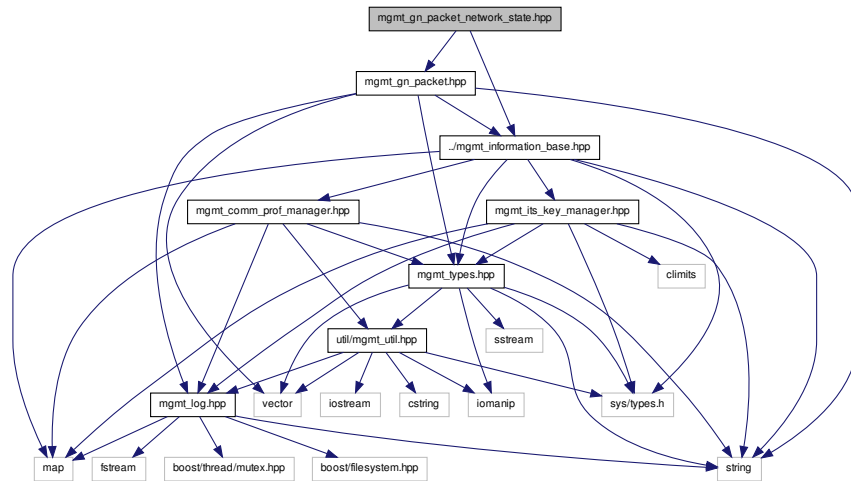 mgmt_gn_packet_network_state.hpp
mgmt_gn_packet.hpp
../mgmt_information_base.hpp
mgmt_comm_prof_manager.hpp
mgmt_its_key_manager.hpp
mgmt_types.hpp
climits
util/mgmt_util.hpp
sstream
mgmt_log.hpp
vector
iostream
cstring
iomanip
sys/types.h
map
fstream
boost/thread/mutex.hpp
boost/filesystem.hpp
string